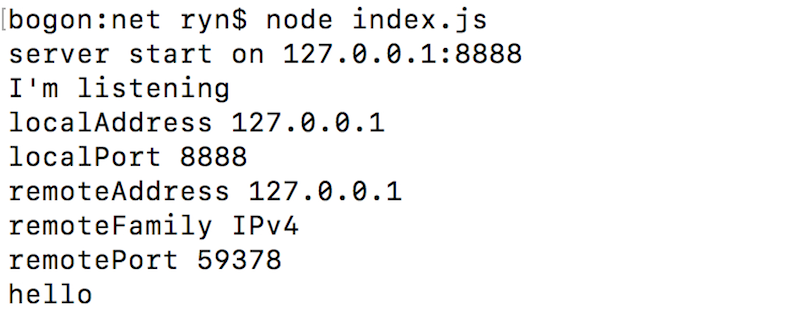 [bogon:net ryn$ node index.js
server start on 127.0.0.1:8888
I'm listening
localAddress 127.0.0.1
localPort 8888
remoteAddress 127.0.0.1
remoteFamily IPv4
remotePort 59378
hello